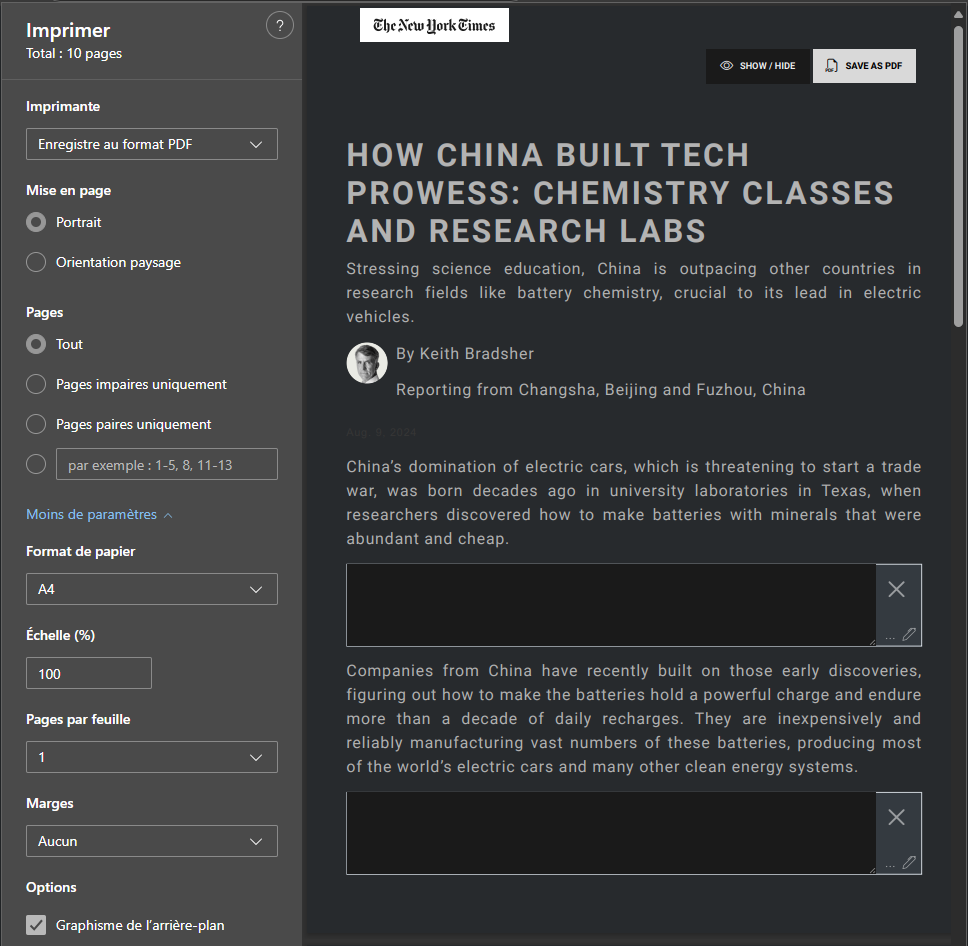 Imprimer
Total : 10 pages
?
Imprimante
Enregistre au format PDF
Mise en page
Portrait
Orientation paysage
Pages
Tout
Pages impaires uniquement
Pages paires uniquement
par exemple : 1-5, 8, 11-13
Moins de paramètres
Format de papier
A4
Échelle (%)
100
Pages par feuille
1
Marges
Aucun
Options
Graphisme de l’arrière-plan
The New York Times
SHOW / HIDE
PDF
SAVE AS PDF
HOW CHINA BUILT TECH
PROWESS: CHEMISTRY CLASSES
AND RESEARCH LABS
Stressing science education, China is outpacing other countries in
research fields like battery chemistry, crucial to its lead in electric
vehicles.
By Keith Bradsher
Reporting from Changsha, Beijing and Fuzhou, China
Aug. 9, 2024
China’s domination of electric cars, which is threatening to start a trade
war, was born decades ago in university laboratories in Texas, when
researchers discovered how to make batteries with minerals that were
abundant and cheap.
...
Companies from China have recently built on those early discoveries,
figuring out how to make the batteries hold a powerful charge and endure
more than a decade of daily recharges. They are inexpensively and
reliably manufacturing vast numbers of these batteries, producing most
of the world’s electric cars and many other clean energy systems.
...